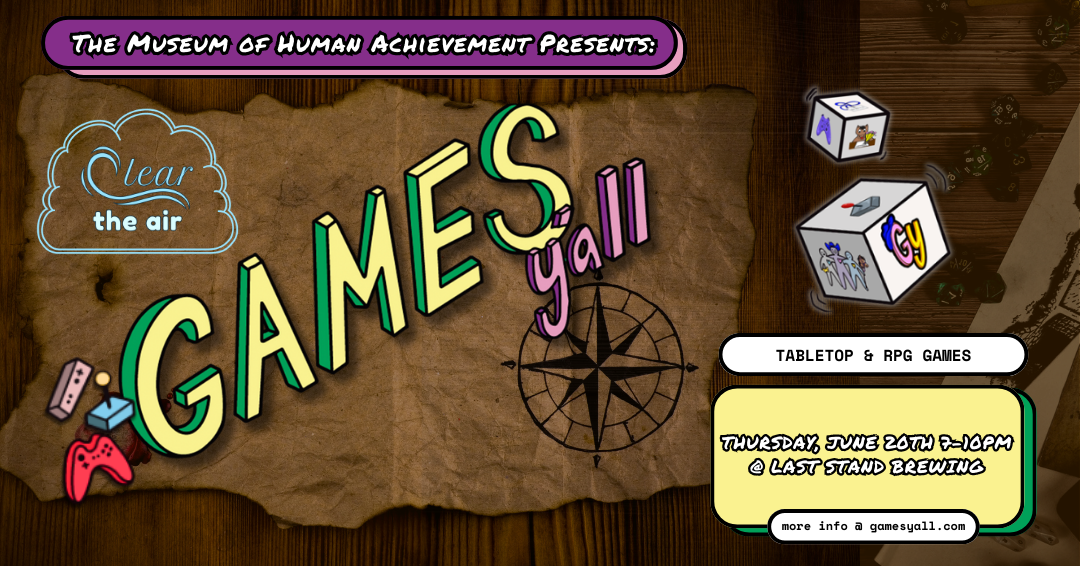 The Museum of Human Achievement Presents:
Clear
the air
GAMES
yall
Gy
TABLETOP & RPG GAMES
THURSDAY, JUNE 20TH 7-10PM
@ LAST STAND BREWING
more info @ gamesyall.com